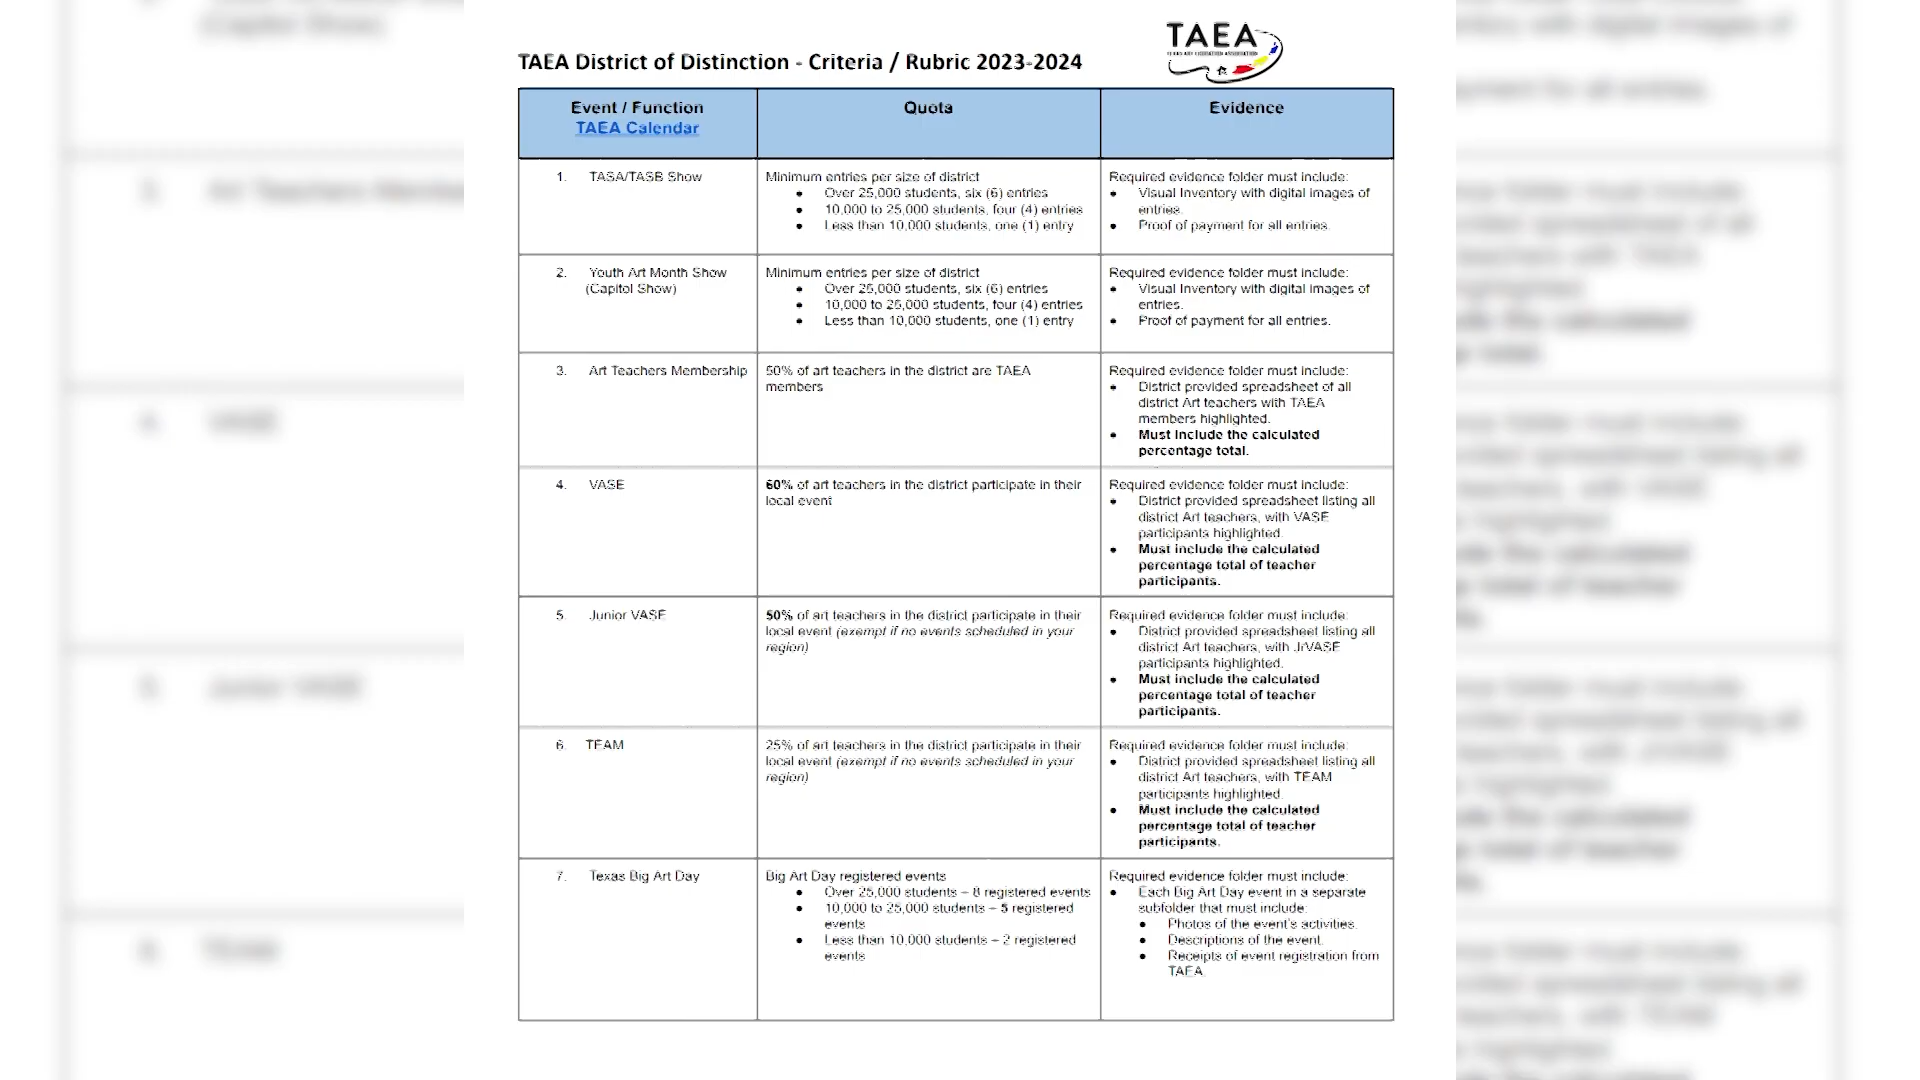 TAEA District of Distinction - Criteria / Rubric 2023-2024
TAEA
Event / Function
TAEA Calendar
Quota
Evidence
1. TASA/TASB Show
Minimum entries per size of district
● Over 25,000 students, six (6) entries
● 10,000 to 25,000 students, four (4) entries
● Less than 10,000 students, one (1) entry
Required evidence folder must include:
● Visual Inventory with digital images of
entries.
● Proof of payment for all entries.
2. Youth Art Month Show
(Capitol Show)
Minimum entries per size of district
● Over 25,000 students, six (6) entries
● 10,000 to 25,000 students, four (4) entries
● Less than 10,000 students, one (1) entry
Required evidence folder must include:
● Visual Inventory with digital images of
entries.
● Proof of payment for all entries.
3. Art Teachers Membership
50% of art teachers in the district are TAEA
members
Required evidence folder must include:
● District provided spreadsheet of all
district Art teachers with TAEA
members highlighted.
● Must include the calculated
percentage total.
4. VASE
60% of art teachers in the district participate in their
local event
Required evidence folder must include:
● District provided spreadsheet listing all
district Art teachers, with VASE
participants highlighted.
● Must include the calculated
percentage total of teacher
participants.
5. Junior VASE
50% of art teachers in the district participate in their
local event (exempt if no events scheduled in your
region)
Required evidence folder must include:
● District provided spreadsheet listing all
district Art teachers, with JrVASE
participants highlighted.
● Must include the calculated
percentage total of teacher
participants.
6. TEAM
25% of art teachers in the district participate in their
local event (exempt if no events scheduled in your
region)
Required evidence folder must include:
● District provided spreadsheet listing all
district Art teachers, with TEAM
participants highlighted.
● Must include the calculated
percentage total of teacher
participants.
7. Texas Big Art Day
Big Art Day registered events
● Over 25,000 students – 8 registered events
● 10,000 to 25,000 students – 5 registered
events
● Less than 10,000 students – 2 registered
events
Required evidence folder must include:
● Each Big Art Day event in a separate
subfolder that must include:
● Photos of the event's activities.
● Descriptions of the event.
● Receipts of event registration from
TAEA